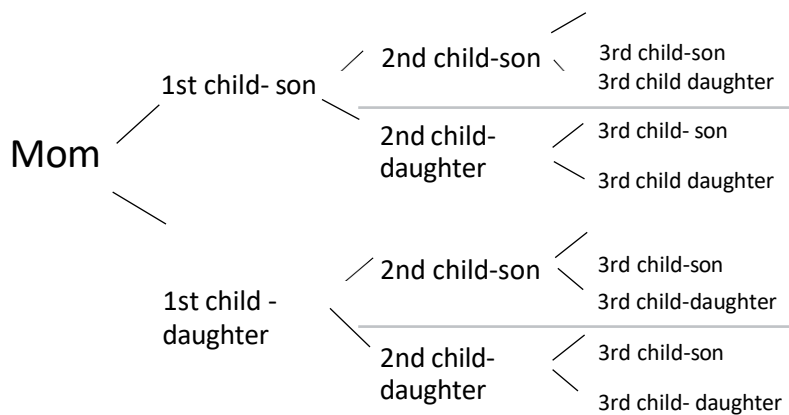 Mom
1st child- son
2nd child-son
3rd child-son
3rd child daughter
2nd child-
daughter
3rd child- son
3rd child daughter
1st child -
daughter
2nd child-son
3rd child-son
3rd child-daughter
2nd child-
daughter
3rd child-son
3rd child- daughter